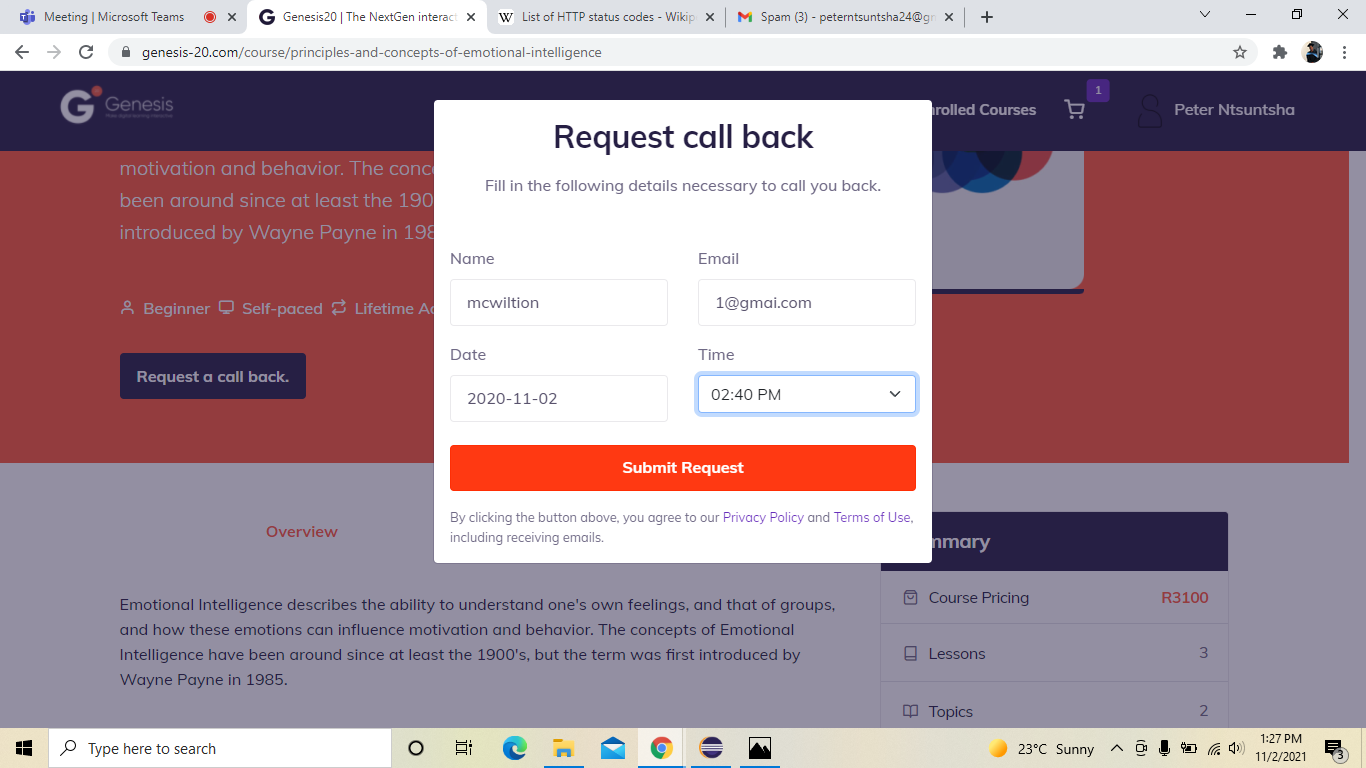 Meeting | Microsoft Teams
Genesis20 | The NextGen interact
List of HTTP status codes - Wikip
Spam (3) - peterntsuntsha24@gm
genesis-20.com/course/principles-and-concepts-of-emotional-intelligence
Genesis
nrolled Courses
1
Peter Ntsuntsha
motivation and behavior. The conc
been around since at least the 190
introduced by Wayne Payne in 198
Beginner Self-paced Lifetime Ac
Request a call back.
Request call back
Fill in the following details necessary to call you back.
Name Email
mcwiltion 1@gmai.com
Date Time
2020-11-02 02:40 PM
Submit Request
By clicking the button above, you agree to our Privacy Policy and Terms of Use,
including receiving emails.
Overview
mmary
Emotional Intelligence describes the ability to understand one's own feelings, and that of groups,
and how these emotions can influence motivation and behavior. The concepts of Emotional
Intelligence have been around since at least the 1900's, but the term was first introduced by
Wayne Payne in 1985.
Course Pricing R3100
Lessons 3
Topics 2
Type here to search
23°C Sunny
1:27 PM
11/2/2021
3